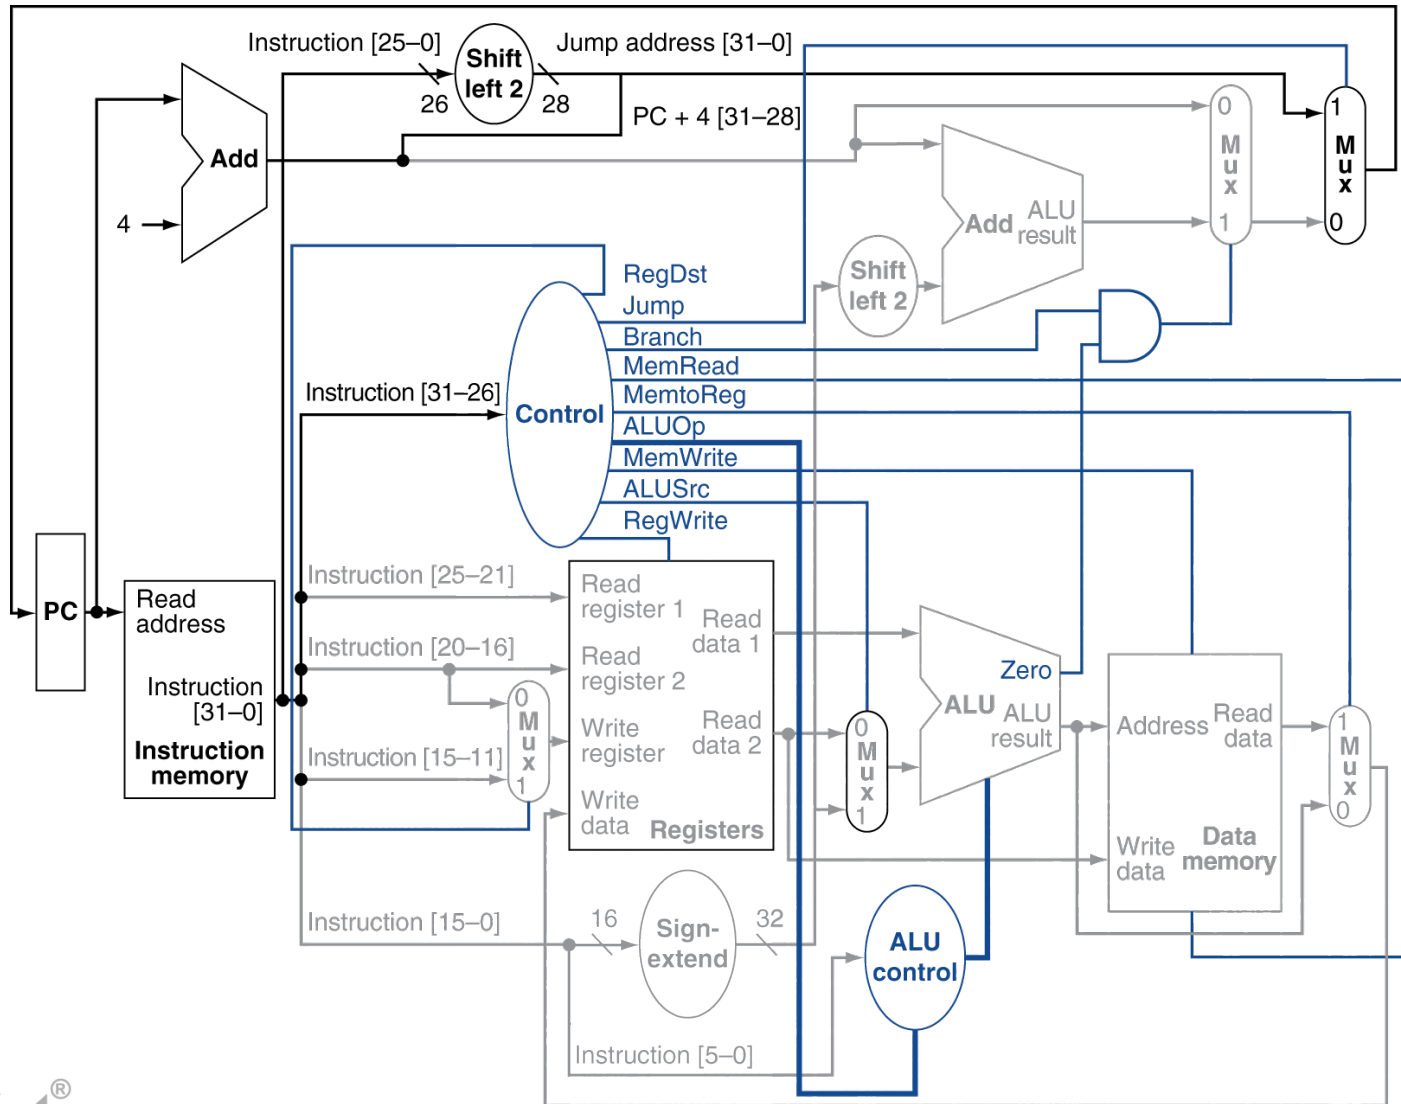 Instruction [25–0]
Shift
left 2
Jump address [31–0]
26
28
PC + 4 [31–28]
Add
4
0
M
u
x
1
1
M
u
x
0
Add
ALU
result
Shift
left 2
RegDst
Jump
Branch
MemRead
MemtoReg
ALUOp
MemWrite
ALUSrc
RegWrite
Instruction [31–26]
Control
PC
Read
address
Instruction
[31–0]
Instruction
memory
Instruction [25–21]
Instruction [20–16]
Instruction [15–11]
0
M
u
x
1
Read
register 1
Read
register 2
Write
register
Write
data
Read
data 1
Read
data 2
Registers
0
M
u
x
1
Zero
ALU
ALU
result
Address
Read
data
Write
data
Data
memory
1
M
u
x
0
Instruction [15–0]
16
Sign-
extend
32
ALU
control
Instruction [5–0]
®